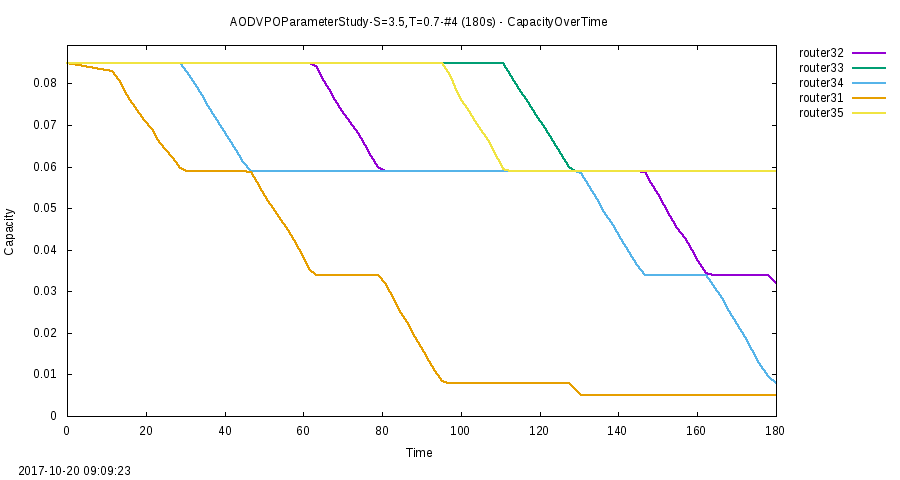 AODVPOParameterStudy-S=3.5,T=0.7-#4 (180s) - CapacityOverTime
router32
router33
router34
router31
router35
0.08
0.07
0.06
0.05
0.04
0.03
0.02
0.01
0
Capacity
0 20 40 60 80 100 120 140 160 180
Time
2017-10-20 09:09:23